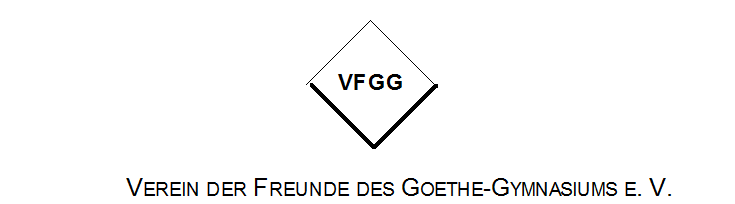 VFGG
VEREIN DER FREUNDE DES GOETHE-GYMNASIUMS E. V.